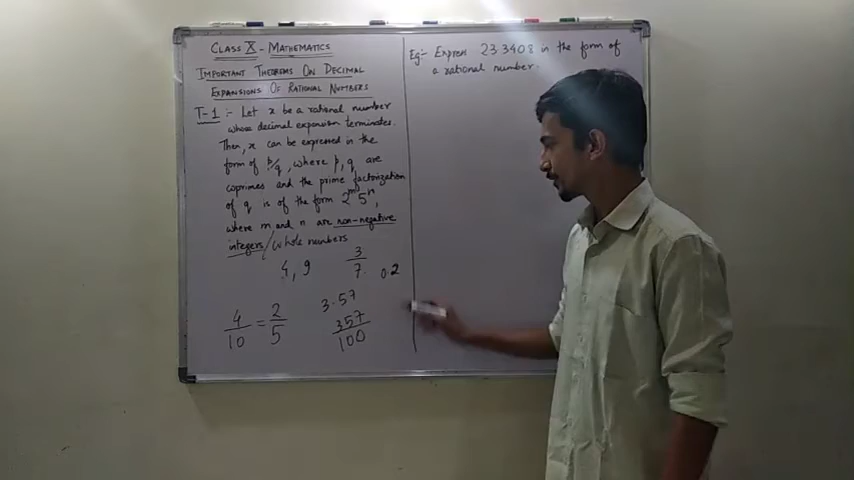 CLASS X - MATHEMATICS
IMPORTANT THEOREMS ON DECIMAL
EXPANSIONS OF RATIONAL NUMBERS
T-1 :- Let x be a rational number
whose decimal expansion terminates.
Then, x can be expressed in the
form of p/q, where p, q are
coprimes and the prime factorization
of q is of the form 2^m 5^n,
where m and n are non-negative
integers/whole numbers
4, 9 3/7 0.2
4/10 = 2/5 3.57
357/100
Eg:- Express 23.3408 in the form of
a rational number.